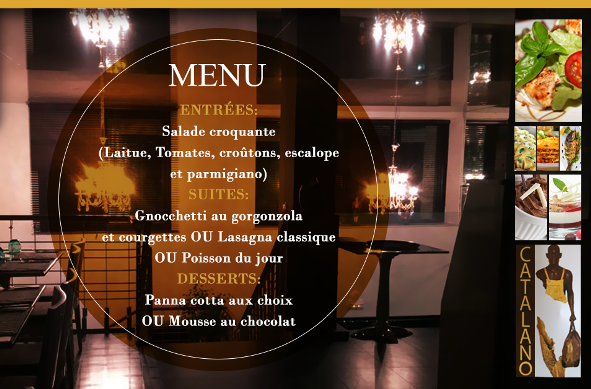 MENU
ENTRÉES:
Salade croquante
(Laitue, Tomates, croûtons, escalope
et parmigiano)
SUITES:
Gnocchetti au gorgonzola
et courgettes OU Lasagna classique
OU Poisson du jour
DESSERTS:
Panna cotta aux choix
OU Mousse au chocolat
CATALANO